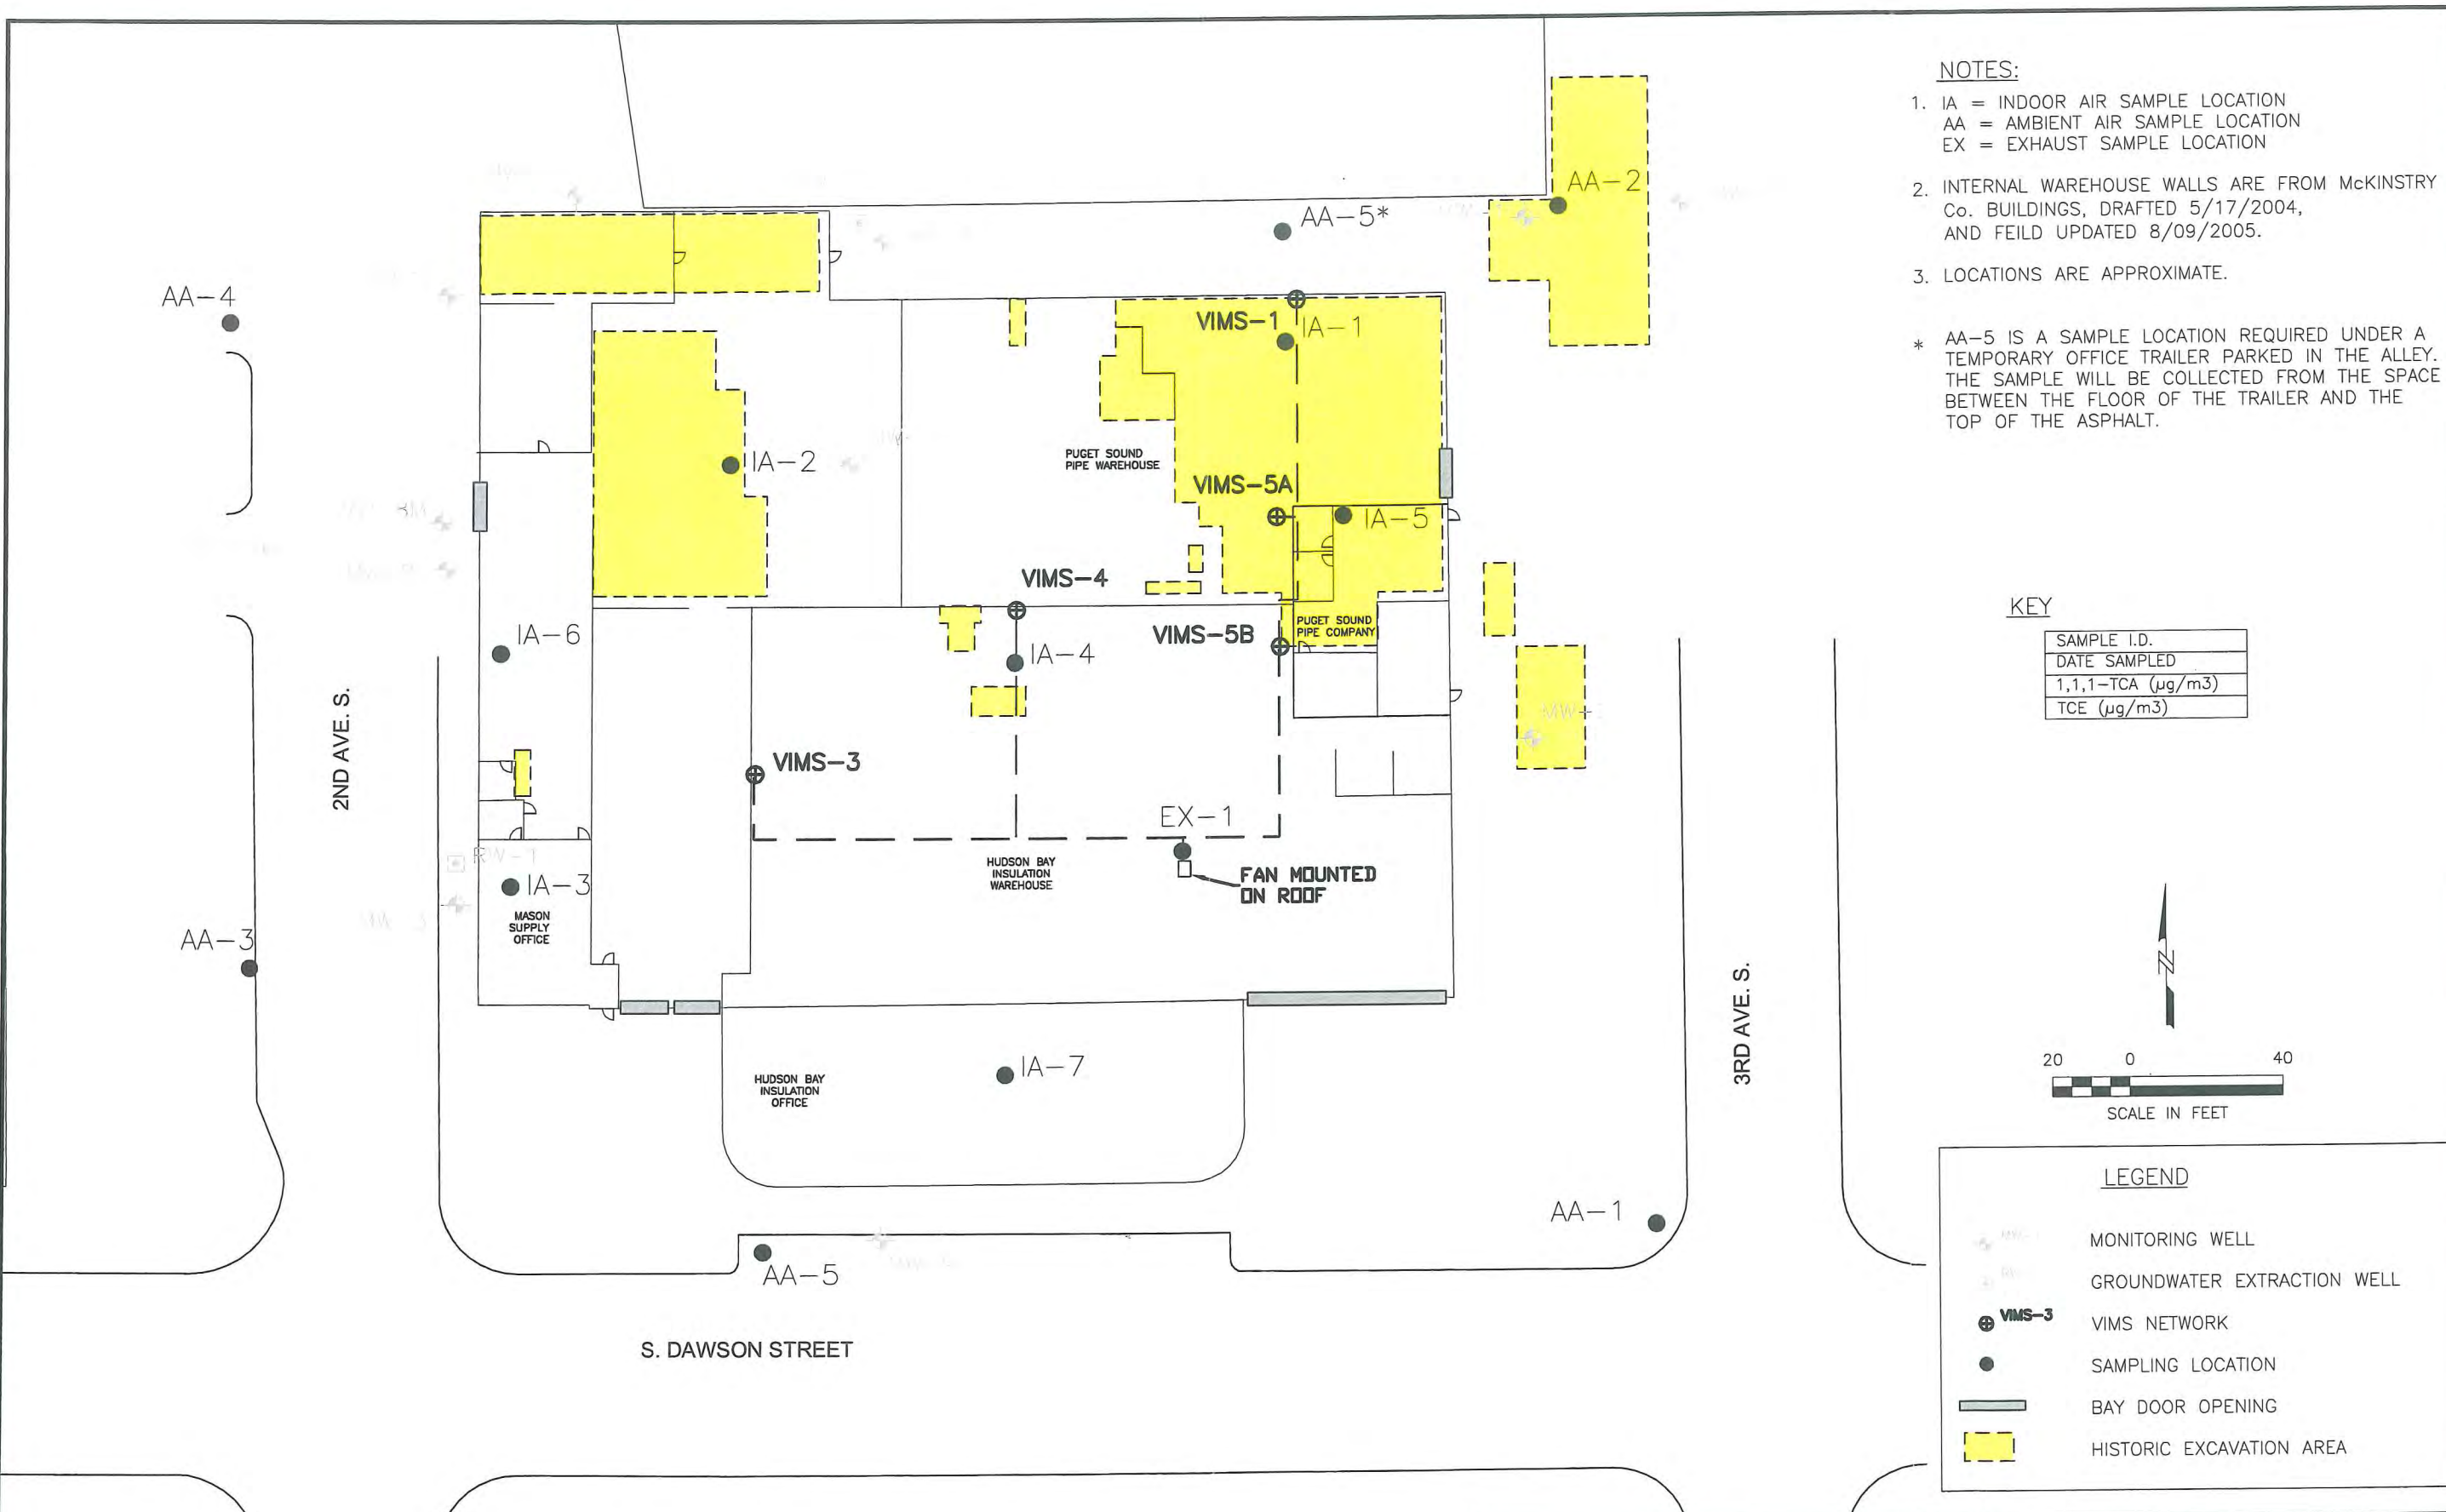 NOTES:
1. IA = INDOOR AIR SAMPLE LOCATION
AA = AMBIENT AIR SAMPLE LOCATION
EX = EXHAUST SAMPLE LOCATION
2. INTERNAL WAREHOUSE WALLS ARE FROM McKINSTRY
Co. BUILDINGS, DRAFTED 5/17/2004,
AND FEILD UPDATED 8/09/2005.
3. LOCATIONS ARE APPROXIMATE.
* AA-5 IS A SAMPLE LOCATION REQUIRED UNDER A
TEMPORARY OFFICE TRAILER PARKED IN THE ALLEY.
THE SAMPLE WILL BE COLLECTED FROM THE SPACE
BETWEEN THE FLOOR OF THE TRAILER AND THE
TOP OF THE ASPHALT.
AA-2
AA-5*
AA-4
VIMS-1
IA-1
IA-2
PUGET SOUND
PIPE WAREHOUSE
VIMS-5A
IA-5
VIMS-4
IA-6
VIMS-5B
PUGET SOUND
PIPE COMPANY
IA-4
2ND AVE. S.
VIMS-3
EX-1
RW-1
HUDSON BAY
INSULATION
WAREHOUSE
FAN MOUNTED
ON ROOF
IA-3
MASON
SUPPLY
OFFICE
AA-3
3RD AVE. S.
IA-7
HUDSON BAY
INSULATION
OFFICE
AA-1
AA-5
S. DAWSON STREET
KEY
SAMPLE I.D.
DATE SAMPLED
1,1,1-TCA (µg/m3)
TCE (µg/m3)
N
20 0 40
SCALE IN FEET
LEGEND
MONITORING WELL
GROUNDWATER EXTRACTION WELL
VIMS-3 VIMS NETWORK
SAMPLING LOCATION
BAY DOOR OPENING
HISTORIC EXCAVATION AREA